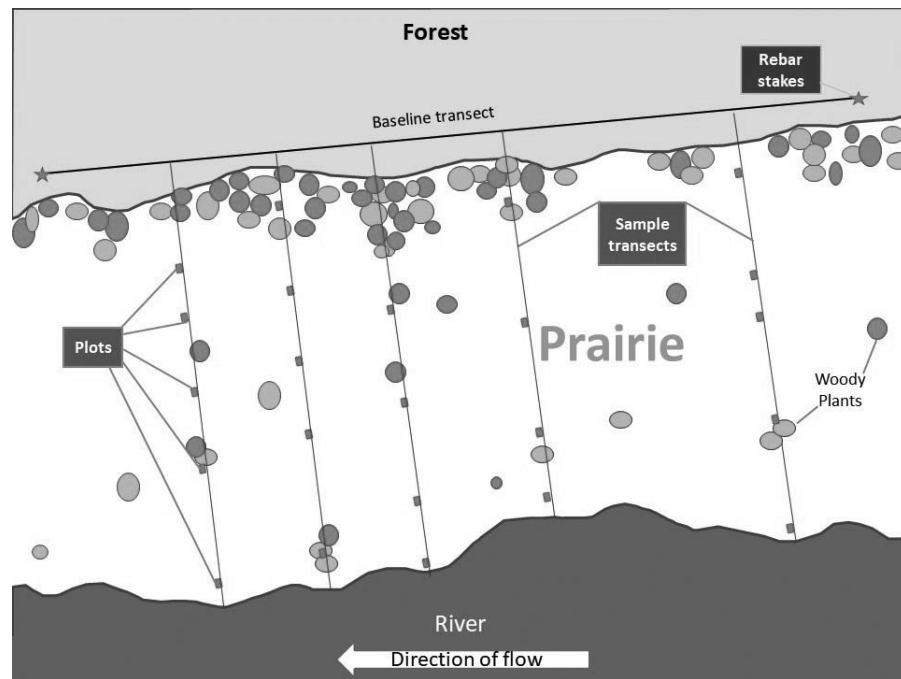 Forest
Rebar
stakes
Baseline transect
Sample
transects
Plots
Prairie
Woody
Plants
River
Direction of flow